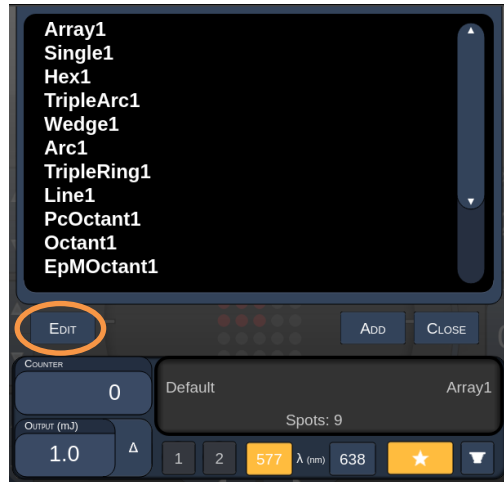 Array1
Single1
Hex1
TripleArc1
Wedge1
Arc1
TripleRing1
Line1
PcOctant1
Octant1
EpMOctant1
EDIT ADD CLOSE
COUNTER
0
Default Array1
Spots: 9
OUTPUT (mJ)
1.0 Δ
1 2 577 λ (nm) 638